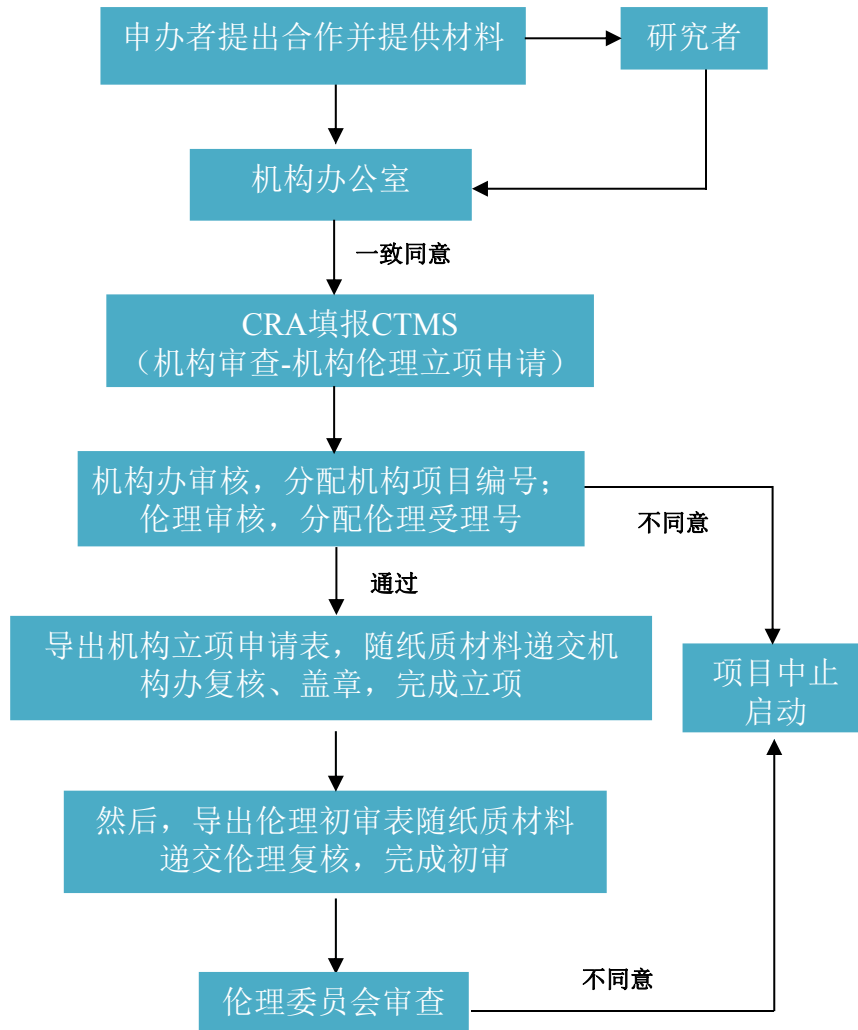 申办者提出合作并提供材料
研究者
机构办公室
一致同意
CRA填报CTMS
（机构审查-机构伦理立项申请）
机构办审核，分配机构项目编号；
伦理审核，分配伦理受理号
不同意
通过
导出机构立项申请表，随纸质材料递交机
构办复核、盖章，完成立项
项目中止
启动
然后，导出伦理初审表随纸质材料
递交伦理复核，完成初审
不同意
伦理委员会审查